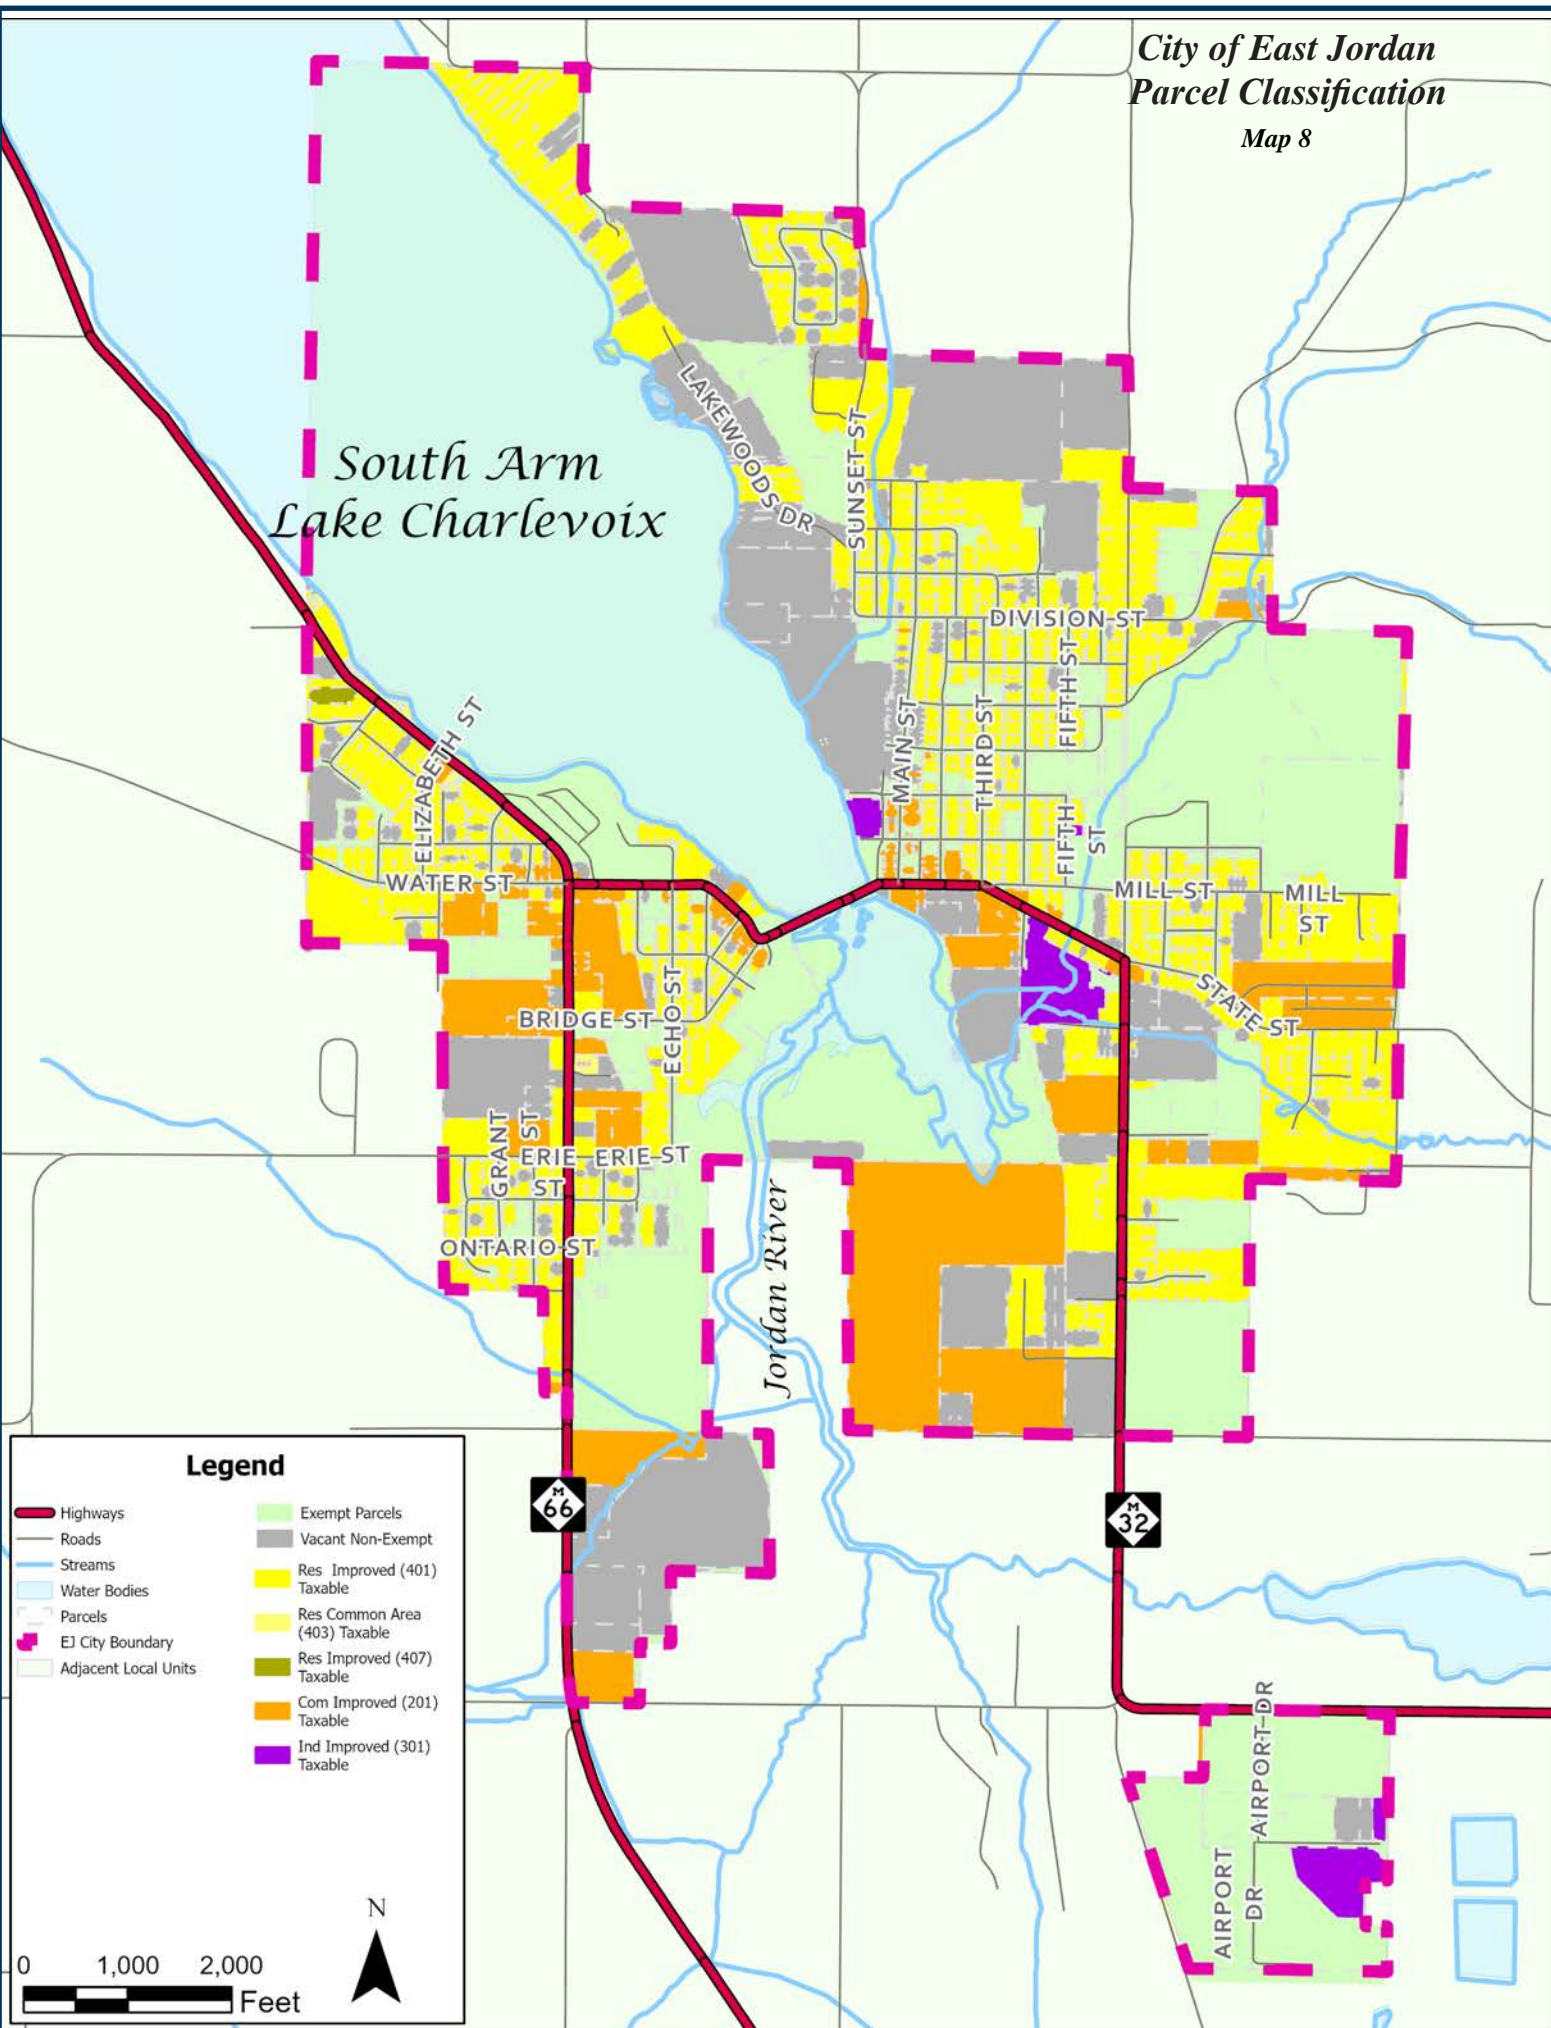 City of East Jordan
Parcel Classification
Map 8
South Arm
Lake Charlevoix
LAKEWOODS DR
SUNSET ST
DIVISION ST
FIFTH ST
MAIN ST
THIRD ST
ELIZABETH ST
FIFTH
ST
WATER ST
MILL ST
MILL
ST
STATE ST
BRIDGE ST
ECHO ST
GRANT
ST
ERIE
ST
ERIE ST
ONTARIO ST
Jordan River
M
66
M
32
AIRPORT DR
AIRPORT
DR
Legend
Highways
Roads
Streams
Water Bodies
Parcels
EJ City Boundary
Adjacent Local Units
Exempt Parcels
Vacant Non-Exempt
Res Improved (401)
Taxable
Res Common Area
(403) Taxable
Res Improved (407)
Taxable
Com Improved (201)
Taxable
Ind Improved (301)
Taxable
N
0 1,000 2,000
Feet